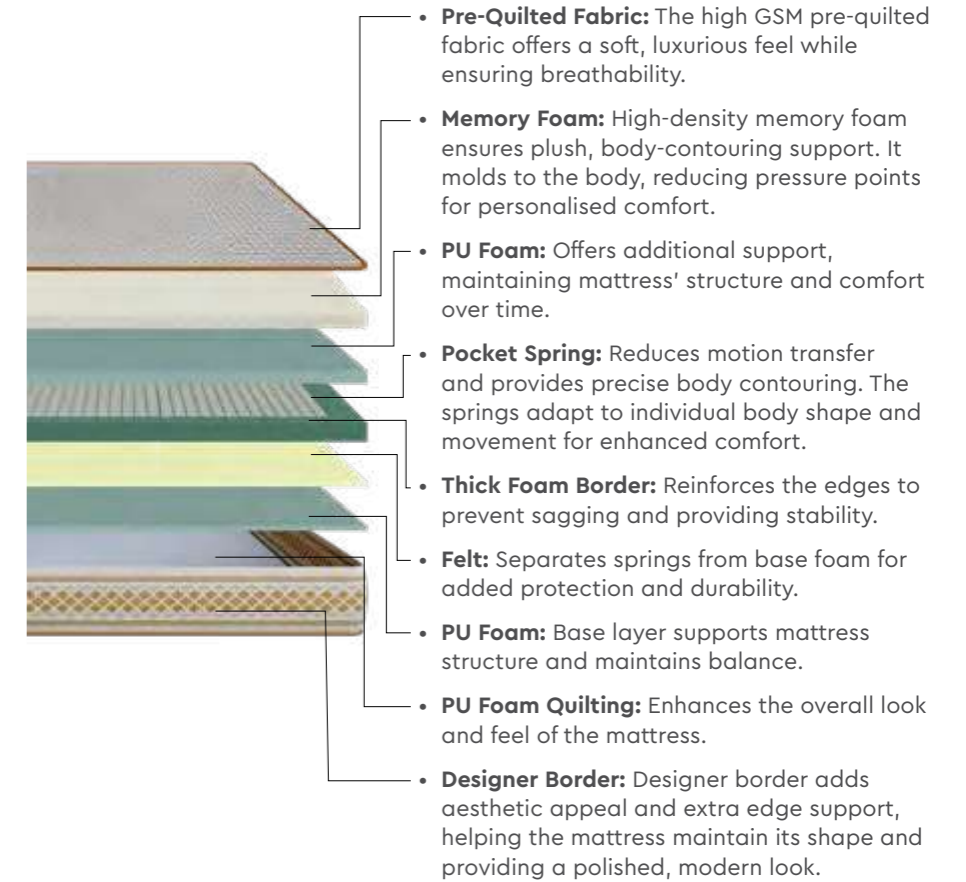 • Pre-Quilted Fabric: The high GSM pre-quilted
fabric offers a soft, luxurious feel while
ensuring breathability.
• Memory Foam: High-density memory foam
ensures plush, body-contouring support. It
molds to the body, reducing pressure points
for personalised comfort.
• PU Foam: Offers additional support,
maintaining mattress’ structure and comfort
over time.
• Pocket Spring: Reduces motion transfer
and provides precise body contouring. The
springs adapt to individual body shape and
movement for enhanced comfort.
• Thick Foam Border: Reinforces the edges to
prevent sagging and providing stability.
• Felt: Separates springs from base foam for
added protection and durability.
• PU Foam: Base layer supports mattress
structure and maintains balance.
• PU Foam Quilting: Enhances the overall look
and feel of the mattress.
• Designer Border: Designer border adds
aesthetic appeal and extra edge support,
helping the mattress maintain its shape and
providing a polished, modern look.